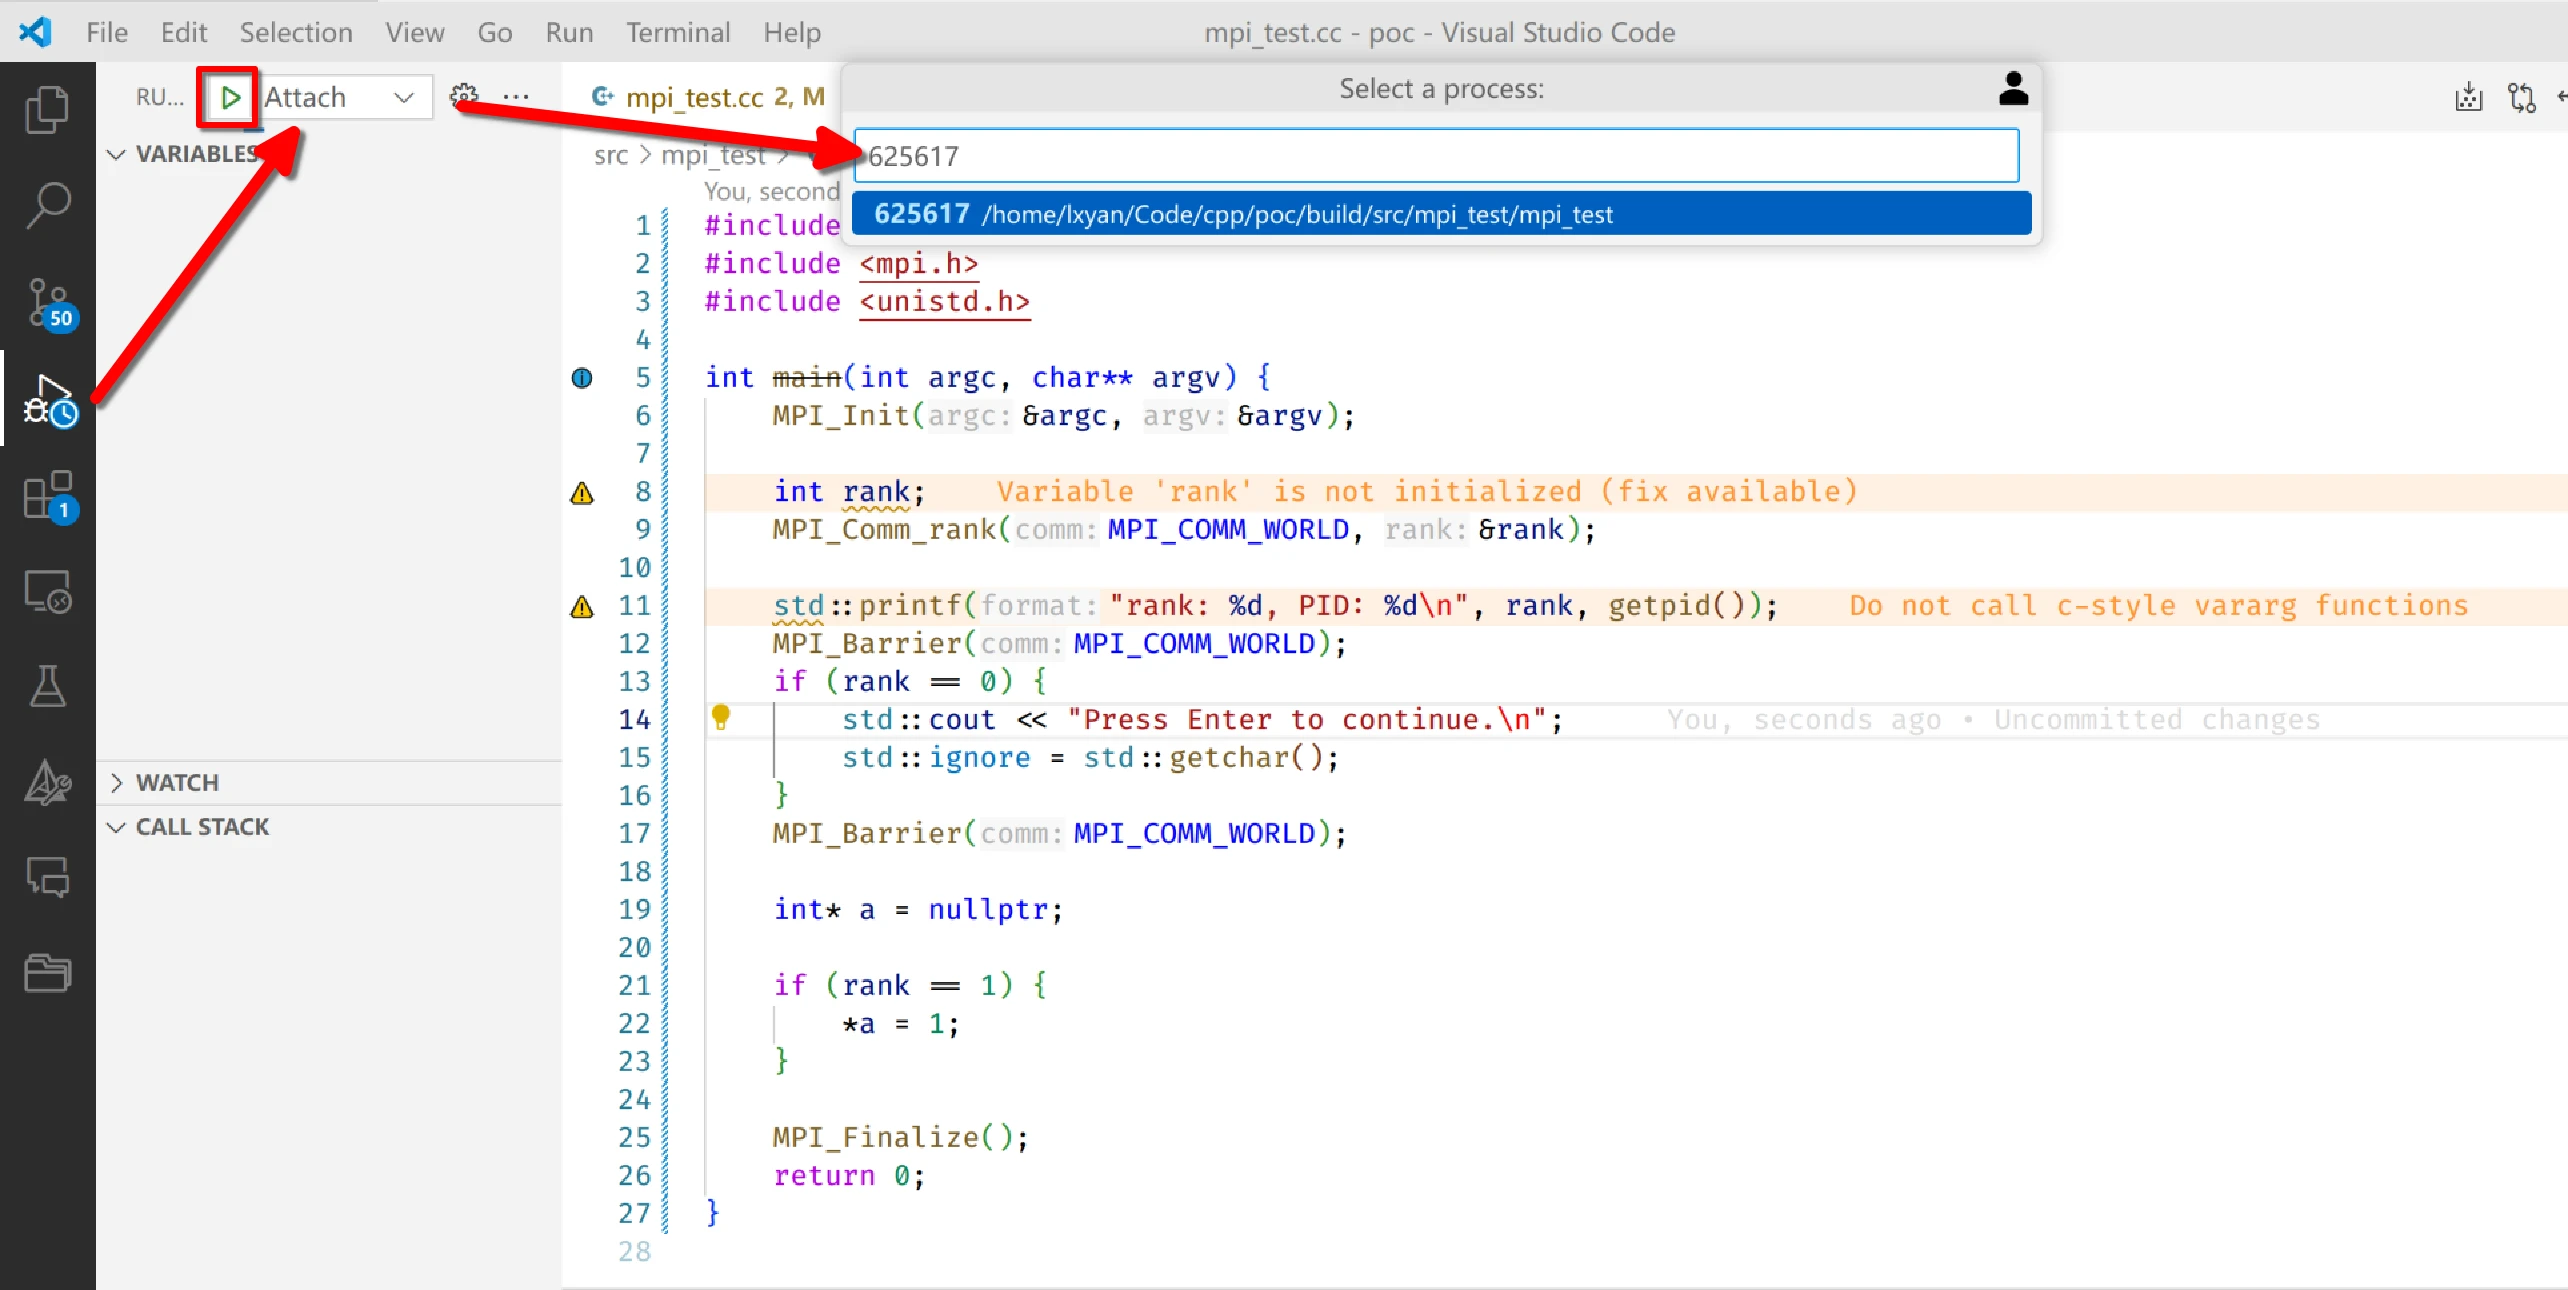 File Edit Selection View Go Run Terminal Help
mpi_test.cc - poc - Visual Studio Code
RU... Attach ...
mpi_test.cc 2, M
Select a process:
625617
625617 /home/lxyan/Code/cpp/poc/build/src/mpi_test/mpi_test
VARIABLES
src > mpi_test >
You, second
1 #include
2 #include <mpi.h>
3 #include <unistd.h>
4
5 int main(int argc, char** argv) {
6 MPI_Init(argc: &argc, argv: &argv);
7
8 int rank; Variable 'rank' is not initialized (fix available)
9 MPI_Comm_rank(comm: MPI_COMM_WORLD, rank: &rank);
10
11 std::printf(format: "rank: %d, PID: %d\n", rank, getpid()); Do not call c-style vararg functions
12 MPI_Barrier(comm: MPI_COMM_WORLD);
13 if (rank == 0) {
14 std::cout << "Press Enter to continue.\n"; You, seconds ago • Uncommitted changes
15 std::ignore = std::getchar();
16 }
17 MPI_Barrier(comm: MPI_COMM_WORLD);
18
19 int* a = nullptr;
20
21 if (rank == 1) {
22 *a = 1;
23 }
24
25 MPI_Finalize();
26 return 0;
27 }
28
WATCH
CALL STACK
50
1